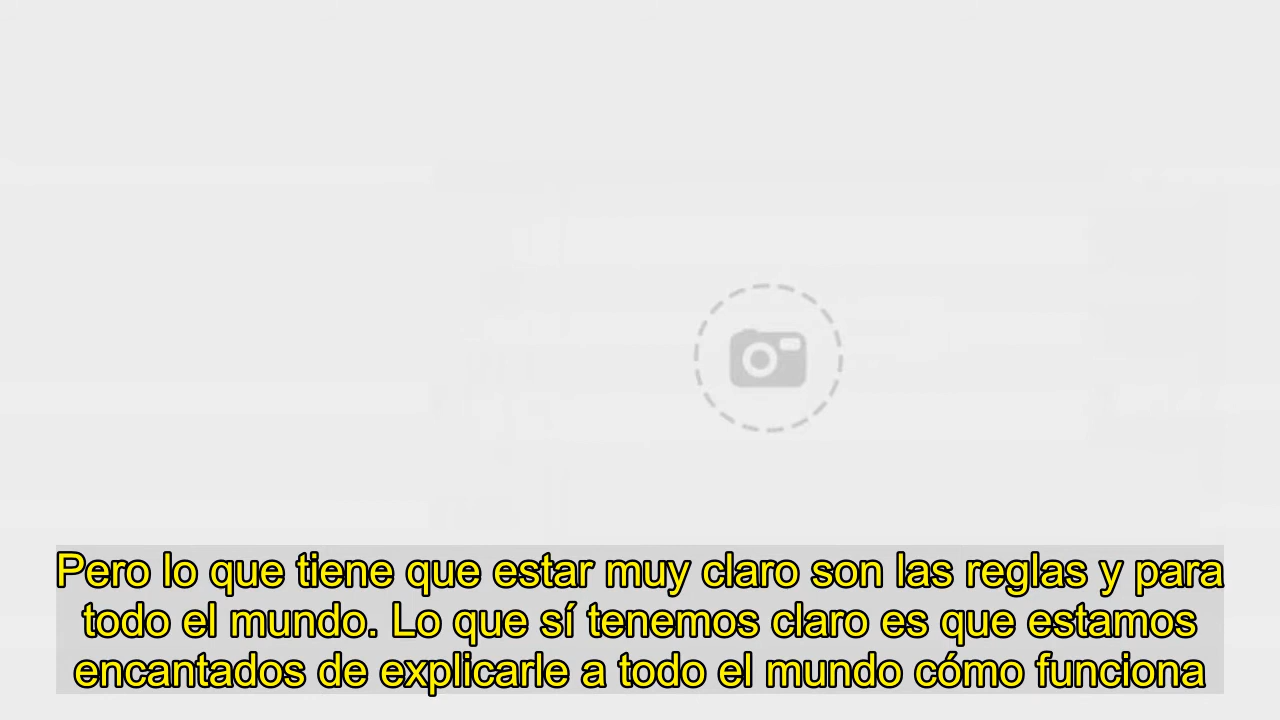 Pero lo que tiene que estar muy claro son las reglas y para
todo el mundo. Lo que sí tenemos claro es que estamos
encantados de explicarle a todo el mundo cómo funciona